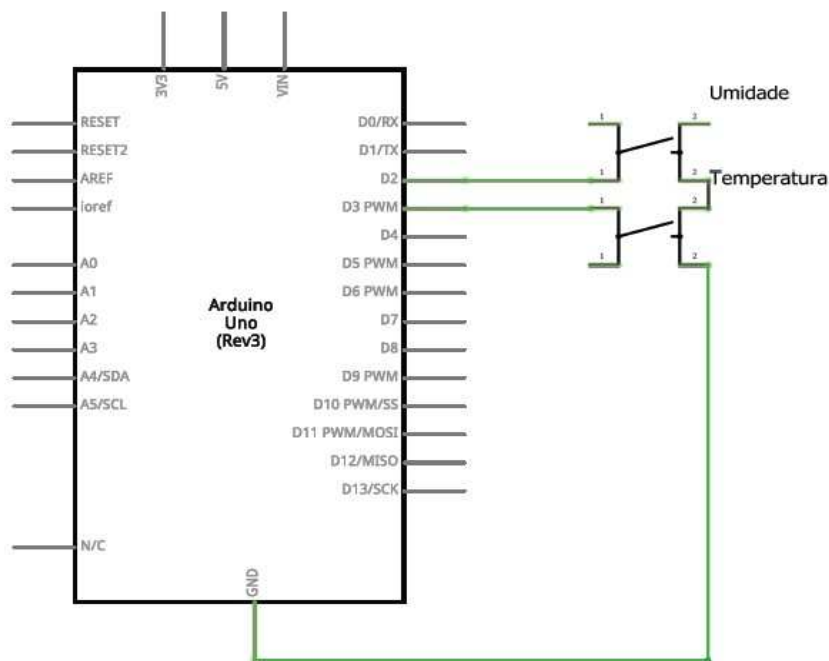 3V3
5V
VIN
RESET
RESET2
AREF
ioref
A0
A1
A2
A3
A4/SDA
A5/SCL
N/C
Arduino
Uno
(Rev3)
D0/RX
D1/TX
D2
D3 PWM
D4
D5 PWM
D6 PWM
D7
D8
D9 PWM
D10 PWM/SS
D11 PWM/MOSI
D12/MISO
D13/SCK
GND
Umidade
1 2
1 2
Temperatura
1 2
1 2